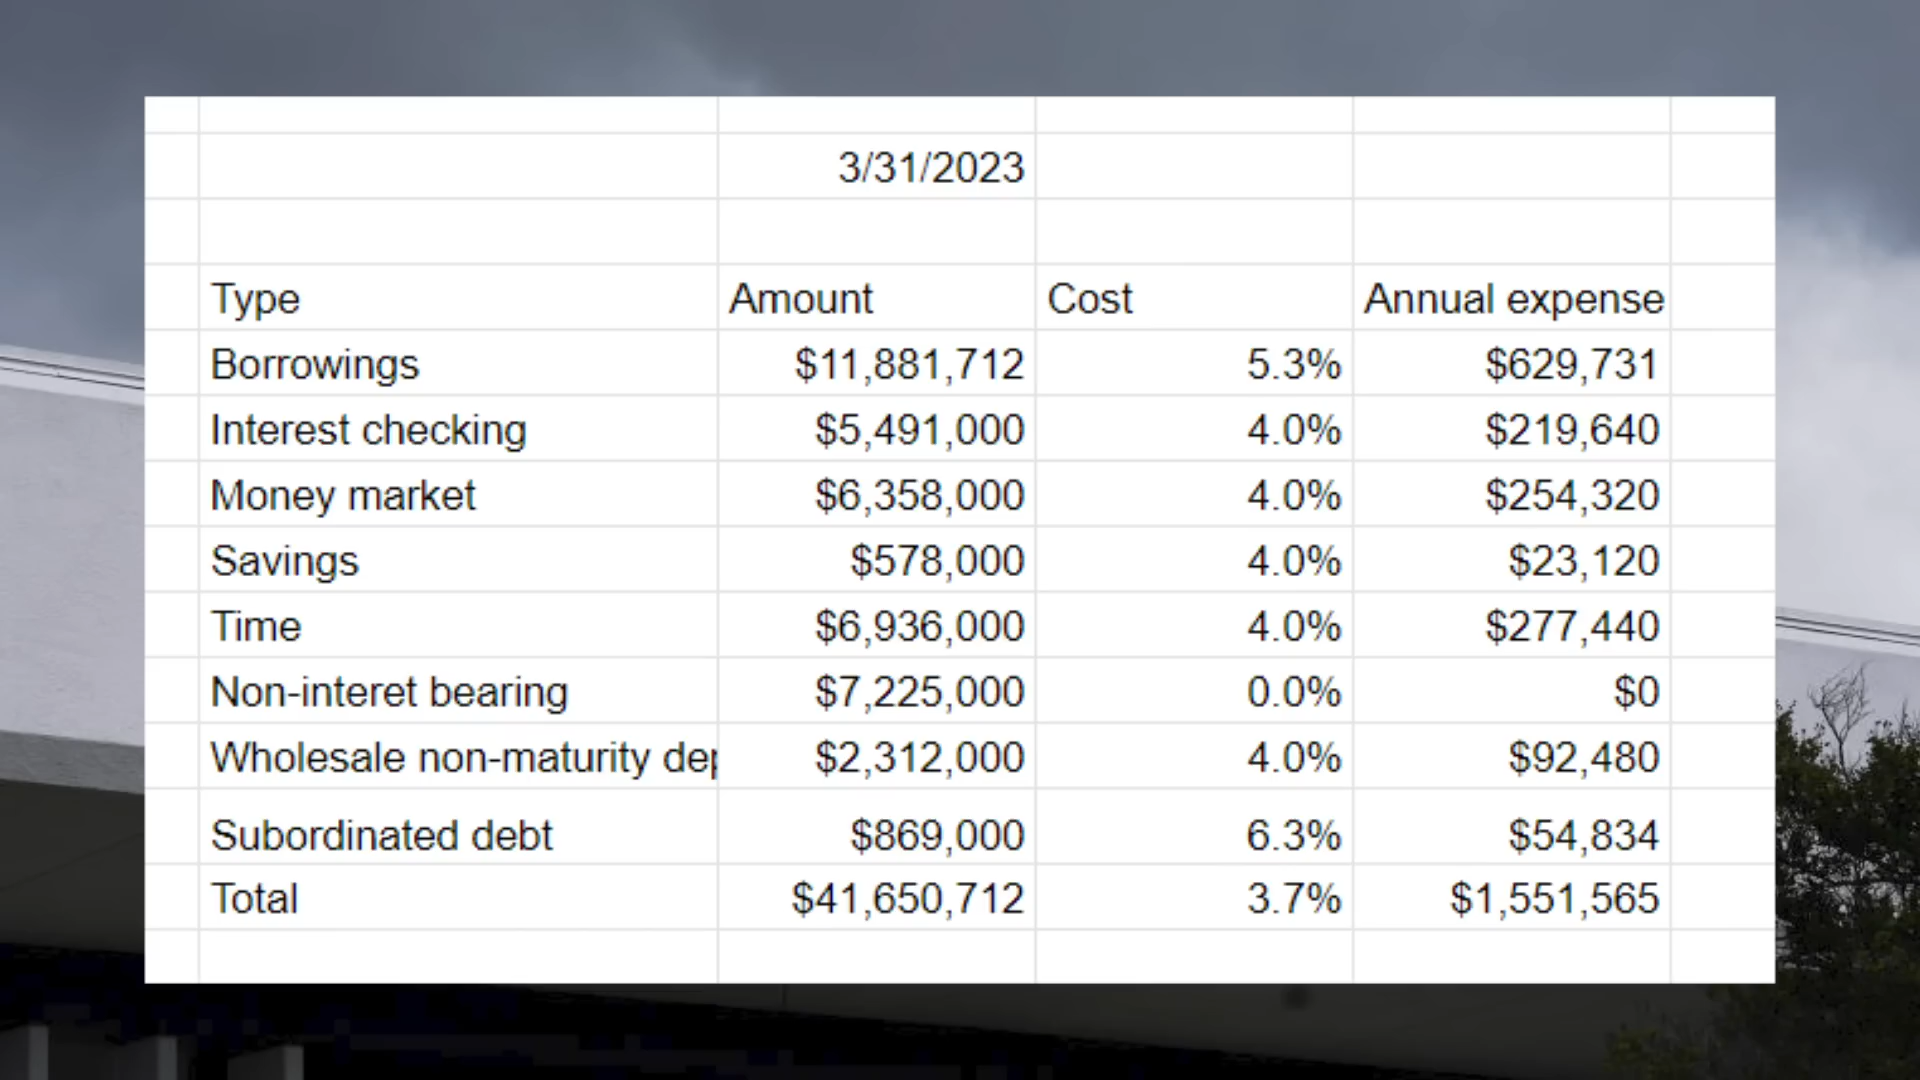 3/31/2023
Type Amount Cost Annual expense
Borrowings $11,881,712 5.3% $629,731
Interest checking $5,491,000 4.0% $219,640
Money market $6,358,000 4.0% $254,320
Savings $578,000 4.0% $23,120
Time $6,936,000 4.0% $277,440
Non-interet bearing $7,225,000 0.0% $0
Wholesale non-maturity dep $2,312,000 4.0% $92,480
Subordinated debt $869,000 6.3% $54,834
Total $41,650,712 3.7% $1,551,565